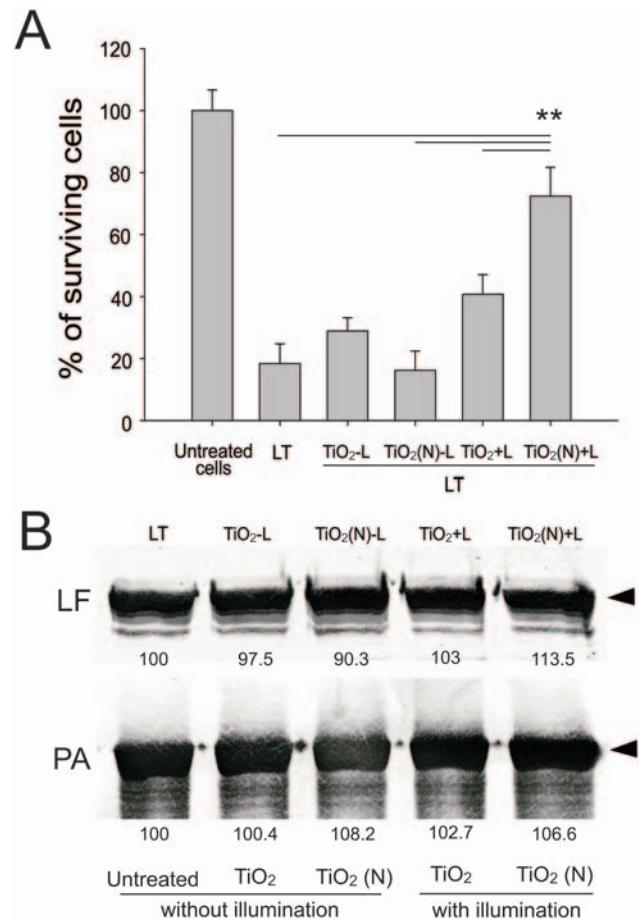 A
120
100
80
60
40
20
0
% of surviving cells
**
Untreated cells
LT
TiO₂-L
TiO₂(N)-L
TiO₂+L
TiO₂(N)+L
LT
B
LT TiO₂-L TiO₂(N)-L TiO₂+L TiO₂(N)+L
LF
100 97.5 90.3 103 113.5
PA
100 100.4 108.2 102.7 106.6
Untreated TiO₂ TiO₂ (N) TiO₂ TiO₂ (N)
without illumination with illumination